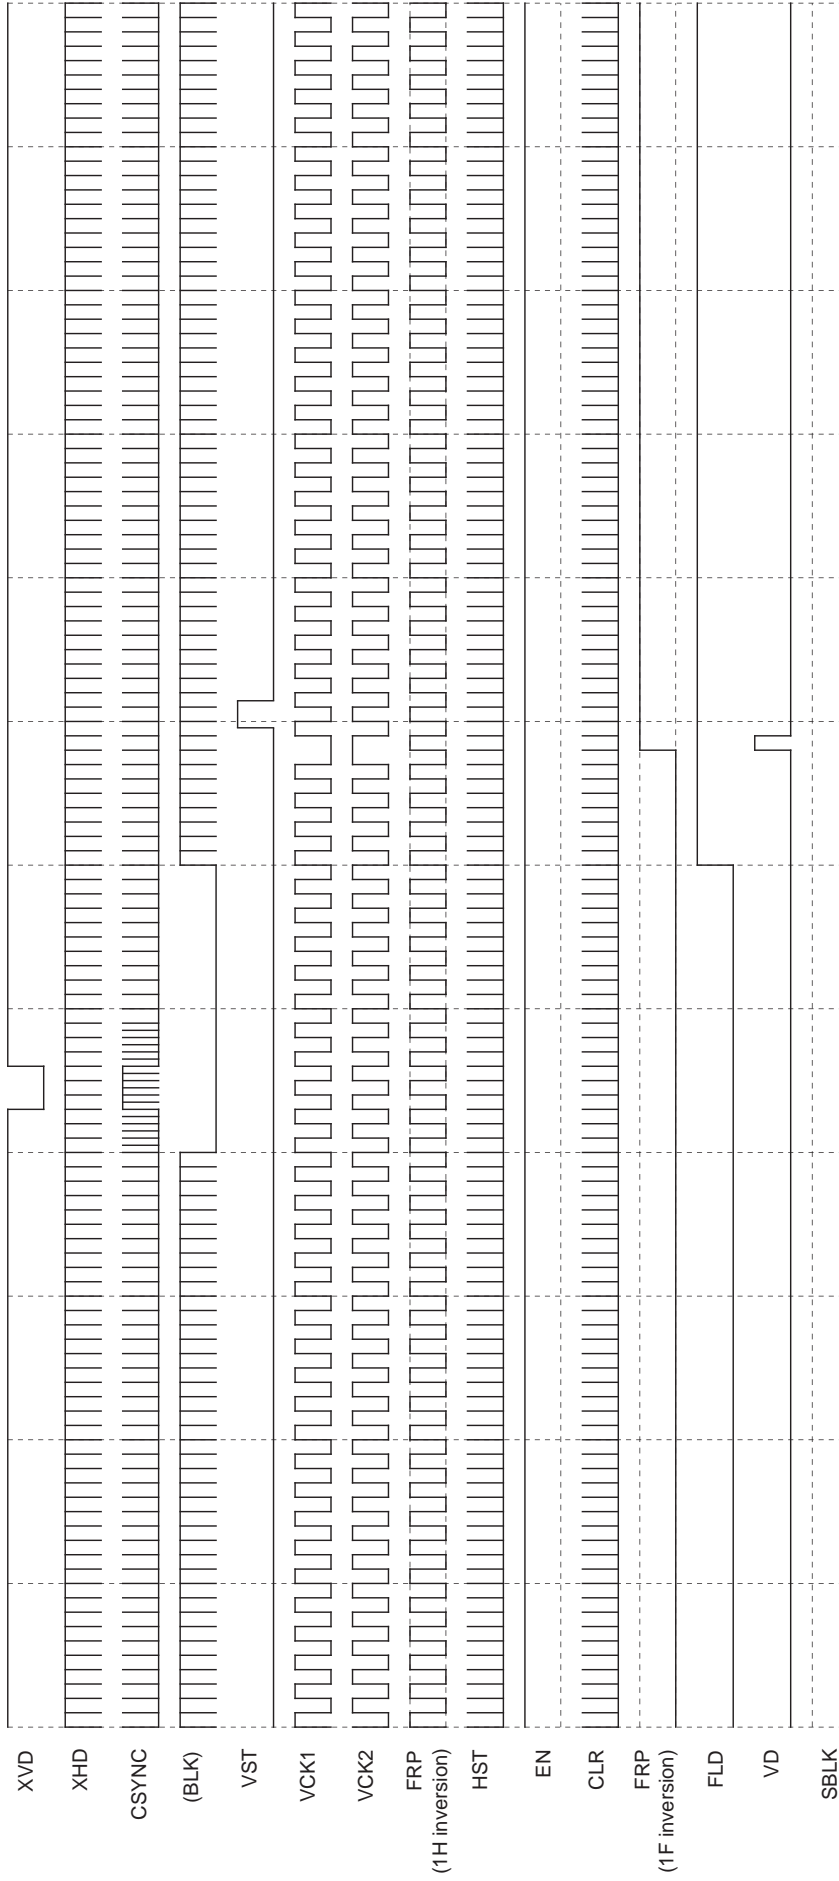 XVD
XHD
CSYNC
(BLK)
VST
VCK1
VCK2
FRP
(1H inversion)
HST
EN
CLR
FRP
(1F inversion)
FLD
VD
SBLK